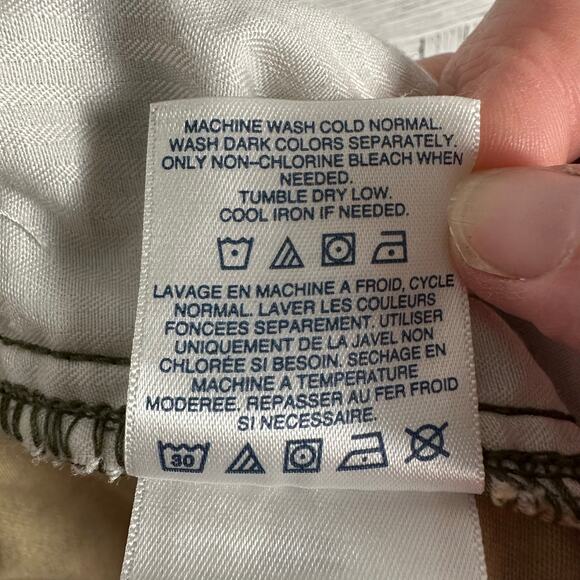 MACHINE WASH COLD NORMAL.
WASH DARK COLORS SEPARATELY.
ONLY NON-CHLORINE BLEACH WHEN
NEEDED.
TUMBLE DRY LOW.
COOL IRON IF NEEDED.
LAVAGE EN MACHINE A FROID, CYCLE
NORMAL. LAVER LES COULEURS
FONCÉES SEPAREMENT. UTILISER
UNIQUEMENT DE LA JAVEL NON
CHLORÉE SI BESOIN. SECHAGE EN
MACHINE A TEMPÉRATURE
MODEREE. REPASSER AU FER FROID
SI NECESSAIRE.
30